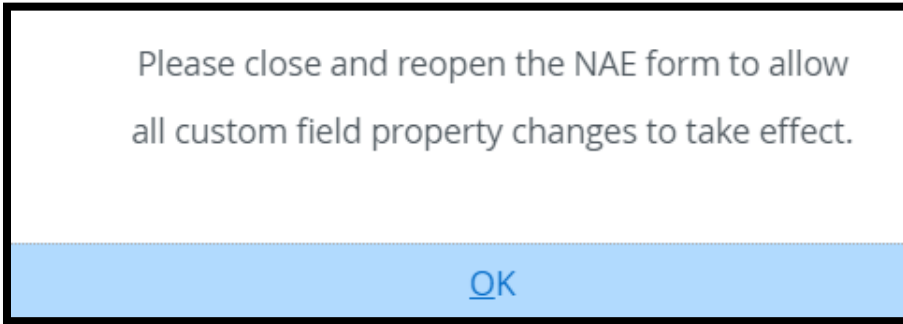 Please close and reopen the NAE form to allow
all custom field property changes to take effect.
OK